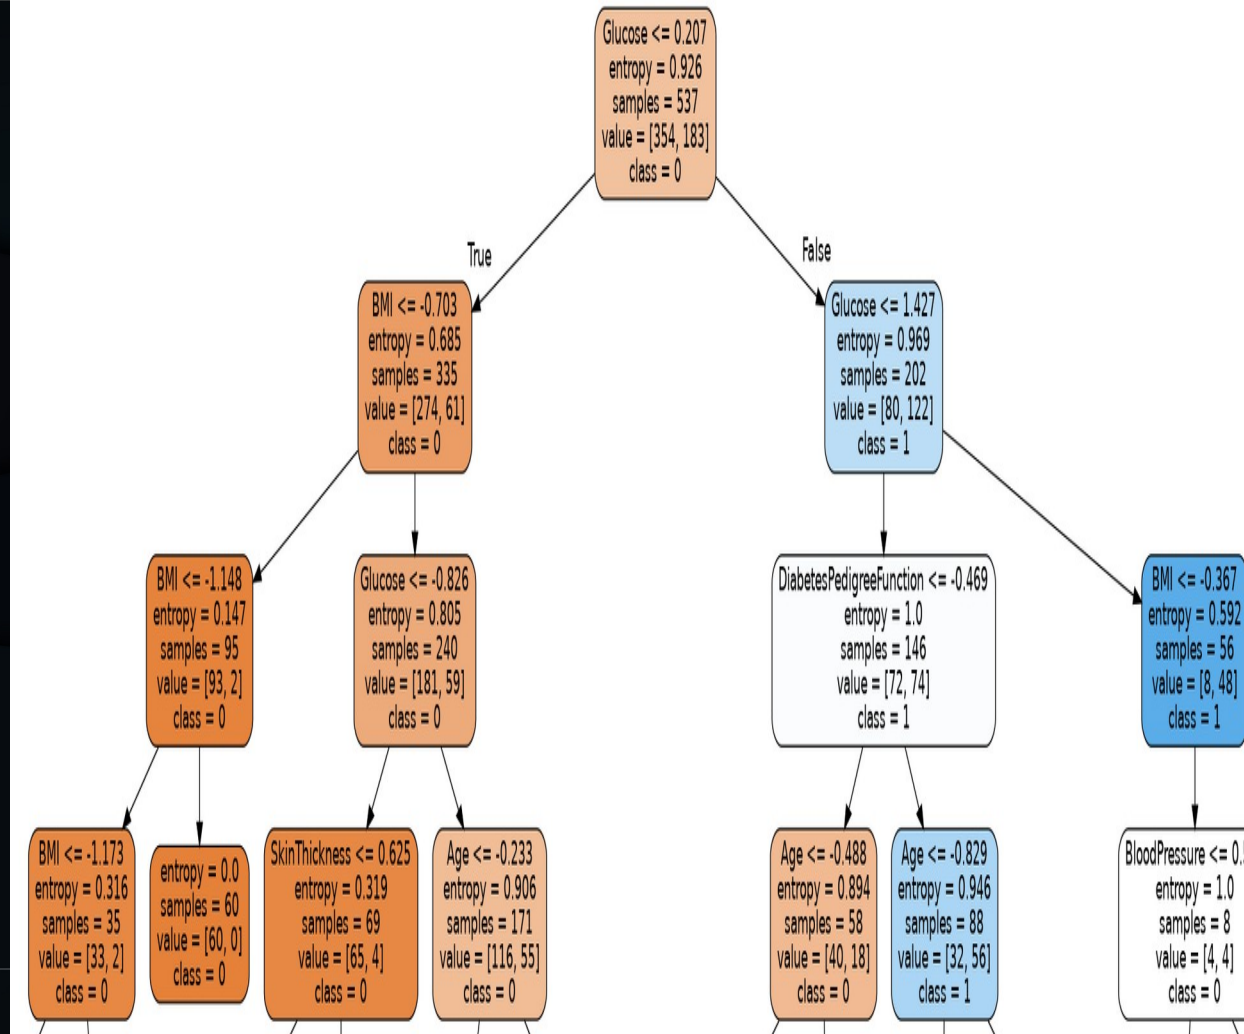 Glucose <= 0.207
entropy = 0.926
samples = 537
value = [354, 183]
class = 0
True
False
BMI <= -0.703
entropy = 0.685
samples = 335
value = [274, 61]
class = 0
Glucose <= 1.427
entropy = 0.969
samples = 202
value = [80, 122]
class = 1
BMI <= -1.148
entropy = 0.147
samples = 95
value = [93, 2]
class = 0
Glucose <= -0.826
entropy = 0.805
samples = 240
value = [181, 59]
class = 0
DiabetesPedigreeFunction <= -0.469
entropy = 1.0
samples = 146
value = [72, 74]
class = 1
BMI <= -0.367
entropy = 0.592
samples = 56
value = [8, 48]
class = 1
BMI <= -1.173
entropy = 0.316
samples = 35
value = [33, 2]
class = 0
entropy = 0.0
samples = 60
value = [60, 0]
class = 0
SkinThickness <= 0.625
entropy = 0.319
samples = 69
value = [65, 4]
class = 0
Age <= -0.233
entropy = 0.906
samples = 171
value = [116, 55]
class = 0
Age <= -0.488
entropy = 0.894
samples = 58
value = [40, 18]
class = 0
Age <= -0.829
entropy = 0.946
samples = 88
value = [32, 56]
class = 1
BloodPressure <=
entropy = 1.0
samples = 8
value = [4, 4]
class = 0